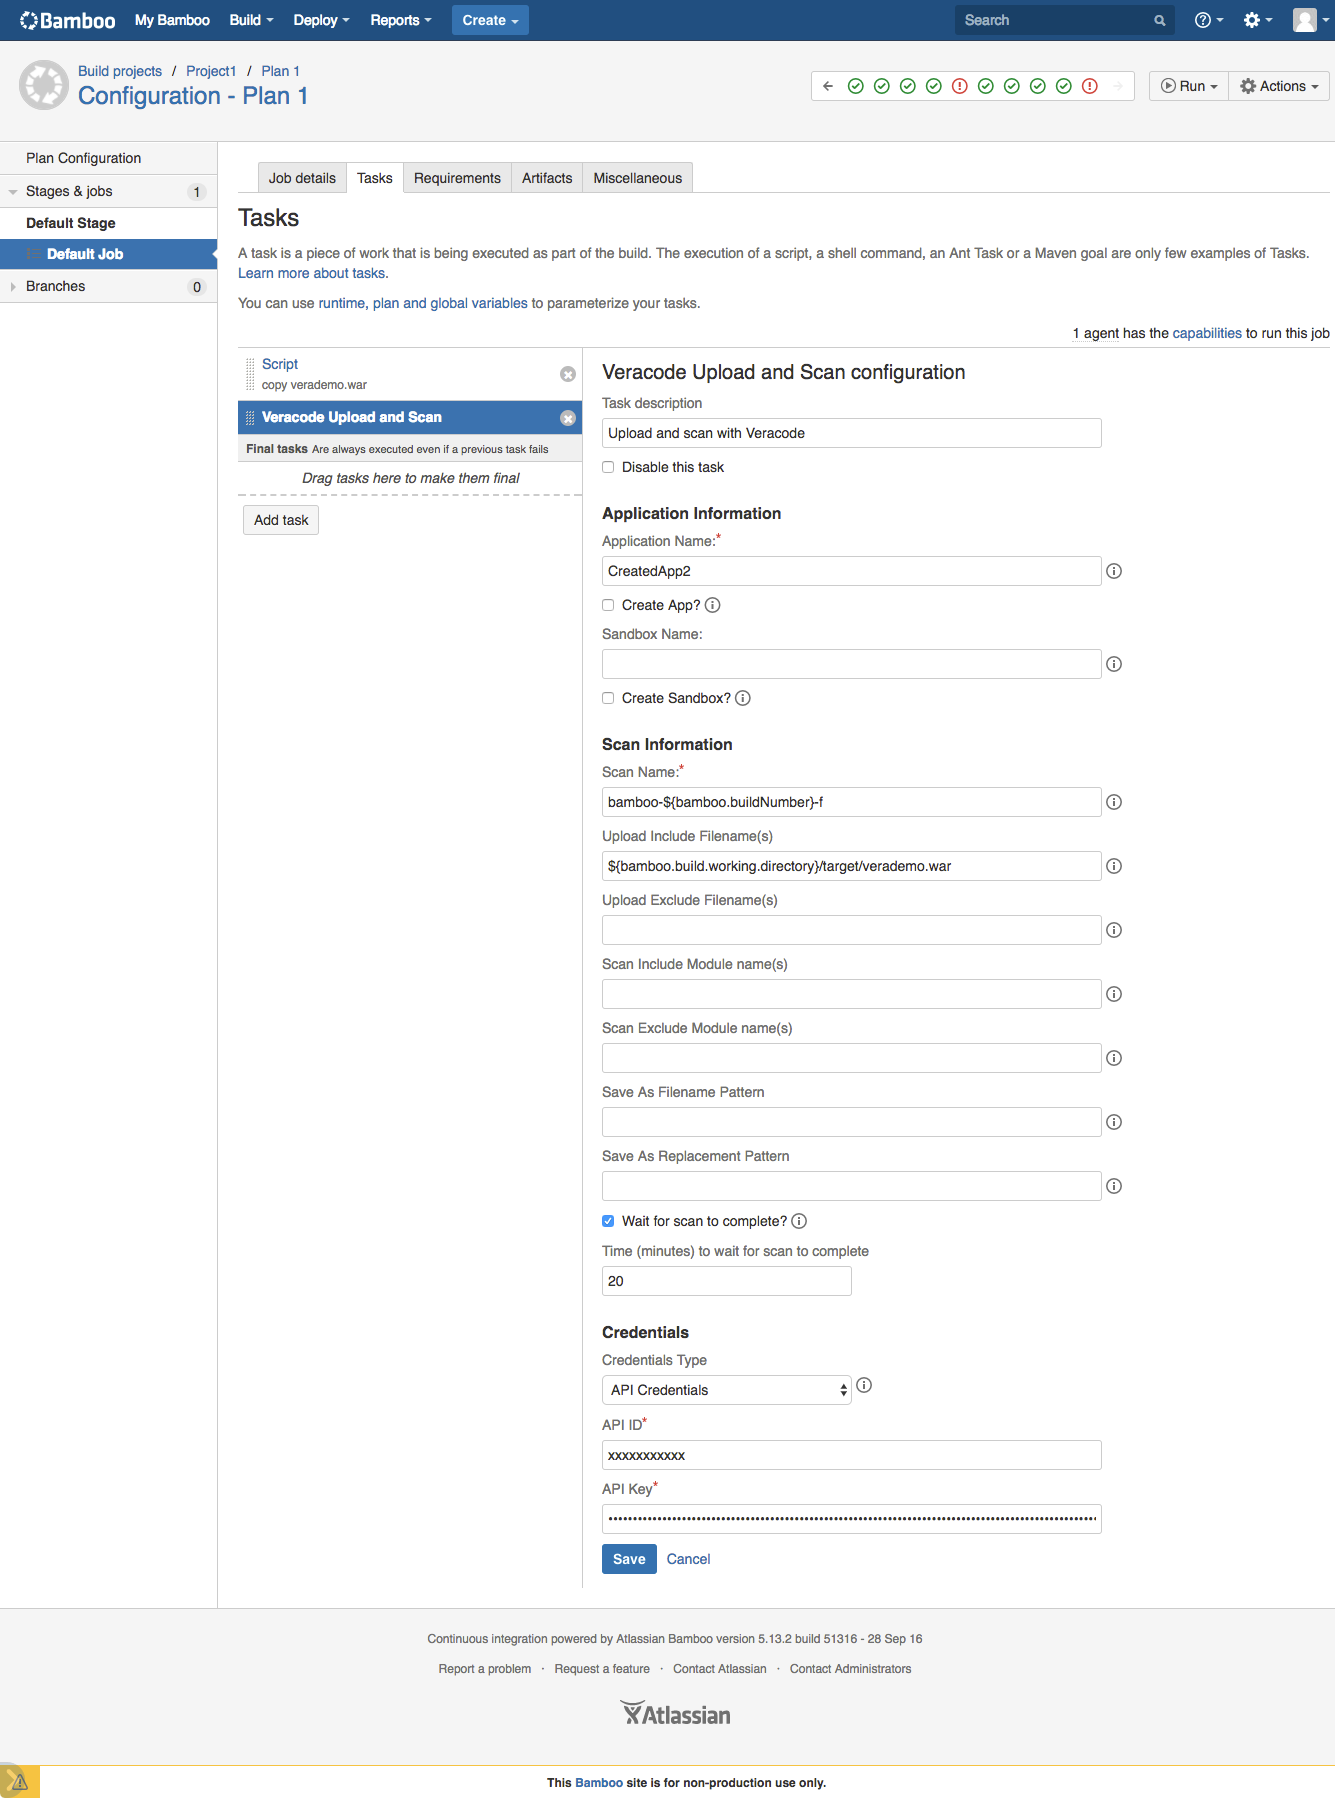 Bamboo My Bamboo Build Deploy Reports Create Search
Build projects / Project1 / Plan 1
Configuration - Plan 1
Run Actions
Plan Configuration
Stages & jobs 1
Default Stage
Default Job
Branches 0
Job details Tasks Requirements Artifacts Miscellaneous
Tasks
A task is a piece of work that is being executed as part of the build. The execution of a script, a shell command, an Ant Task or a Maven goal are only few examples of Tasks.
Learn more about tasks.
You can use runtime, plan and global variables to parameterize your tasks.
1 agent has the capabilities to run this job
Script
copy verademo.war
Veracode Upload and Scan
Final tasks Are always executed even if a previous task fails
Drag tasks here to make them final
Add task
Veracode Upload and Scan configuration
Task description
Upload and scan with Veracode
Disable this task
Application Information
Application Name:*
CreatedApp2
Create App?
Sandbox Name:
Create Sandbox?
Scan Information
Scan Name:*
bamboo-${bamboo.buildNumber}-f
Upload Include Filename(s)
${bamboo.build.working.directory}/target/verademo.war
Upload Exclude Filename(s)
Scan Include Module name(s)
Scan Exclude Module name(s)
Save As Filename Pattern
Save As Replacement Pattern
Wait for scan to complete?
Time (minutes) to wait for scan to complete
20
Credentials
Credentials Type
API Credentials
API ID*
xxxxxxxxxxx
API Key*
Save Cancel
Continuous integration powered by Atlassian Bamboo version 5.13.2 build 51316 - 28 Sep 16
Report a problem · Request a feature · Contact Atlassian · Contact Administrators
Atlassian
This Bamboo site is for non-production use only.